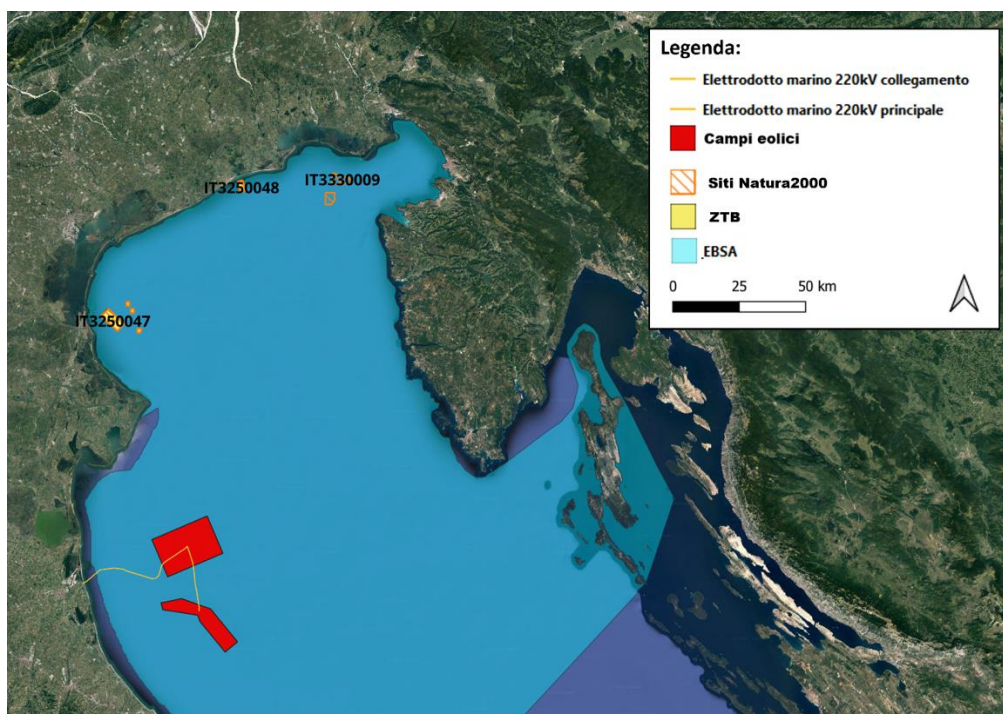 Legenda:
Elettrodotto marino 220kV collegamento
Elettrodotto marino 220kV principale
Campi eolici
Siti Natura2000
ZTB
EBSA
0 25 50 km
IT3250048
IT3330009
IT3250047